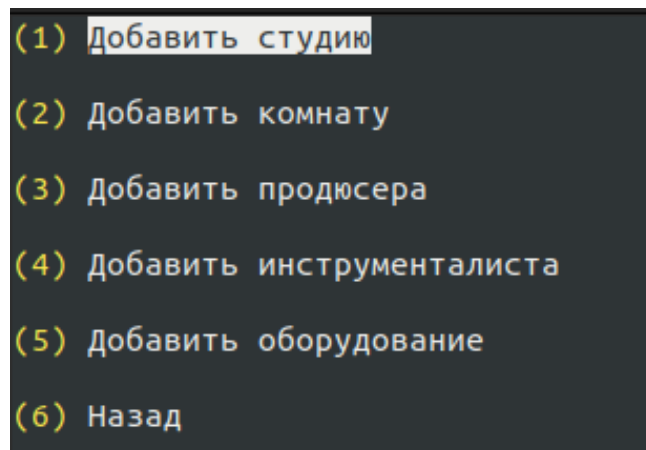 (1) Добавить студию
(2) Добавить комнату
(3) Добавить продюсера
(4) Добавить инструменталиста
(5) Добавить оборудование
(6) Назад